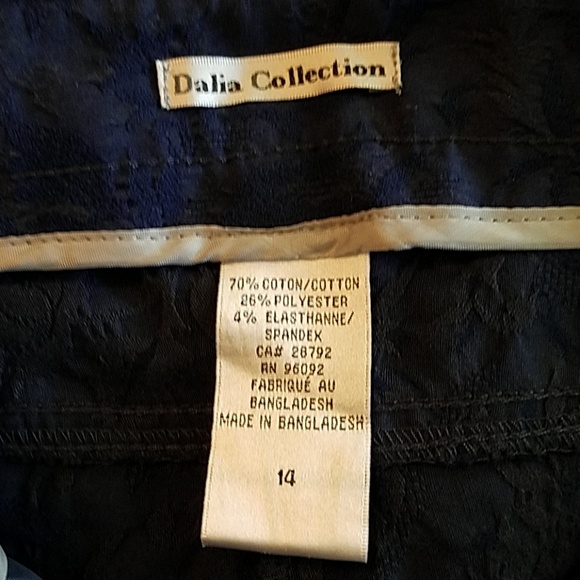 Dalia Collection
70% COTON/COTTON
26% POLYESTER
4% ELASTHANNE/
SPANDEX
CA# 28792
RN 96092
FABRIQUÉ AU
BANGLADESH
MADE IN BANGLADESH
14